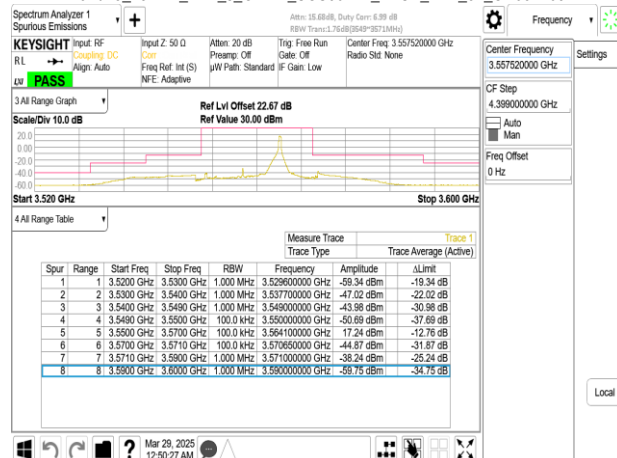 Spectrum Analyzer 1
Spurious Emissions
Attn: 15.68dB, Duty Corr: 6.99 dB
RBW Trans:1.76dB(3549~3571MHz)
Frequency
KEYSIGHT
RL
PASS
Input: RF
Coupling: DC
Align: Auto
Input Z: 50 Ω
Corr
Freq Ref: Int (S)
NFE: Adaptive
Atten: 20 dB
Preamp: Off
µW Path: Standard
Trig: Free Run
Gate: Off
IF Gain: Low
Center Freq: 3.557520000 GHz
Radio Std: None
Center Frequency
3.557520000 GHz
Settings
CF Step
4.399000000 GHz
Auto
Man
Freq Offset
0 Hz
3 All Range Graph
Scale/Div 10.0 dB
Ref Lvl Offset 22.67 dB
Ref Value 30.00 dBm
20.0
0.00
-20.0
-40.0
-60.0
Start 3.520 GHz
Stop 3.600 GHz
4 All Range Table
Measure Trace Trace 1
Trace Type Trace Average (Active)
Spur Range Start Freq Stop Freq RBW Frequency Amplitude ΔLimit
1 1 3.5200 GHz 3.5300 GHz 1.000 MHz 3.529600000 GHz -59.34 dBm -19.34 dB
2 2 3.5300 GHz 3.5400 GHz 1.000 MHz 3.537700000 GHz -47.02 dBm -22.02 dB
3 3 3.5400 GHz 3.5490 GHz 1.000 MHz 3.549000000 GHz -43.98 dBm -30.98 dB
4 4 3.5490 GHz 3.5500 GHz 100.0 kHz 3.550000000 GHz -50.69 dBm -37.69 dB
5 5 3.5500 GHz 3.5700 GHz 100.0 kHz 3.564100000 GHz 17.24 dBm -12.76 dB
6 6 3.5700 GHz 3.5710 GHz 100.0 kHz 3.570650000 GHz -44.87 dBm -31.87 dB
7 7 3.5710 GHz 3.5900 GHz 1.000 MHz 3.571000000 GHz -38.24 dBm -25.24 dB
8 8 3.5900 GHz 3.6000 GHz 1.000 MHz 3.590000000 GHz -59.75 dBm -34.75 dB
Local
Mar 29, 2025
12:50:27 AM